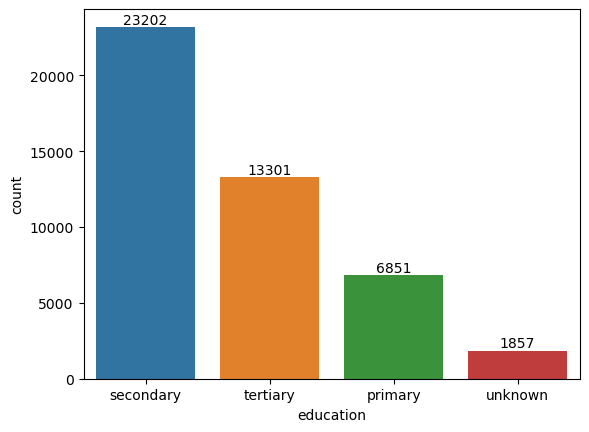 23202
20000
15000
13301
10000
6851
5000
1857
0
count
secondary
tertiary
primary
unknown
education